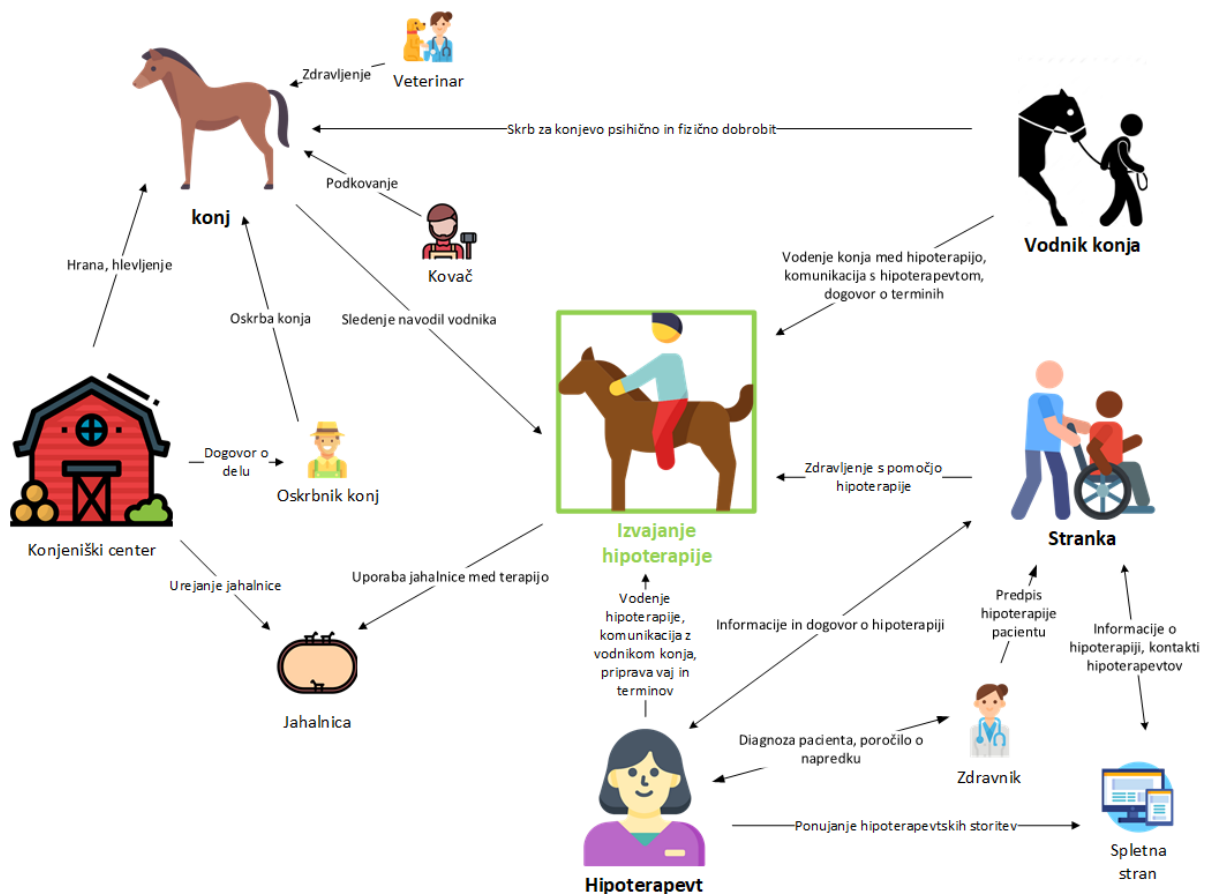 Zdravljenje
Veterinar
Skrb za konjevo psihično in fizično dobrobit
Podkovanje
konj
Kovač
Vodnik konja
Hrana, hlevljenje
Vodenje konja med hipoterapijo,
komunikacija s hipoterapevtom,
dogovor o terminih
Oskrba konja
Sledenje navodil vodnika
Dogovor o
delu
Oskrbnik konj
Zdravljenje s pomočjo
hipoterapije
Konjeniški center
Izvajanje
hipoterapije
Stranka
Urejanje jahalnice
Uporaba jahalnice med terapijo
Vodenje
hipoterapije,
komunikacija z
vodnikom konja,
priprava vaj in
terminov
Informacije in dogovor o hipoterapiji
Predpis
hipoterapije
pacientu
Informacije o
hipoterapiji, kontakti
hipoterapevtov
Jahalnica
Diagnoza pacienta, poročilo o
napredku
Zdravnik
Ponujanje hipoterapevtskih storitev
Spletna
stran
Hipoterapevt